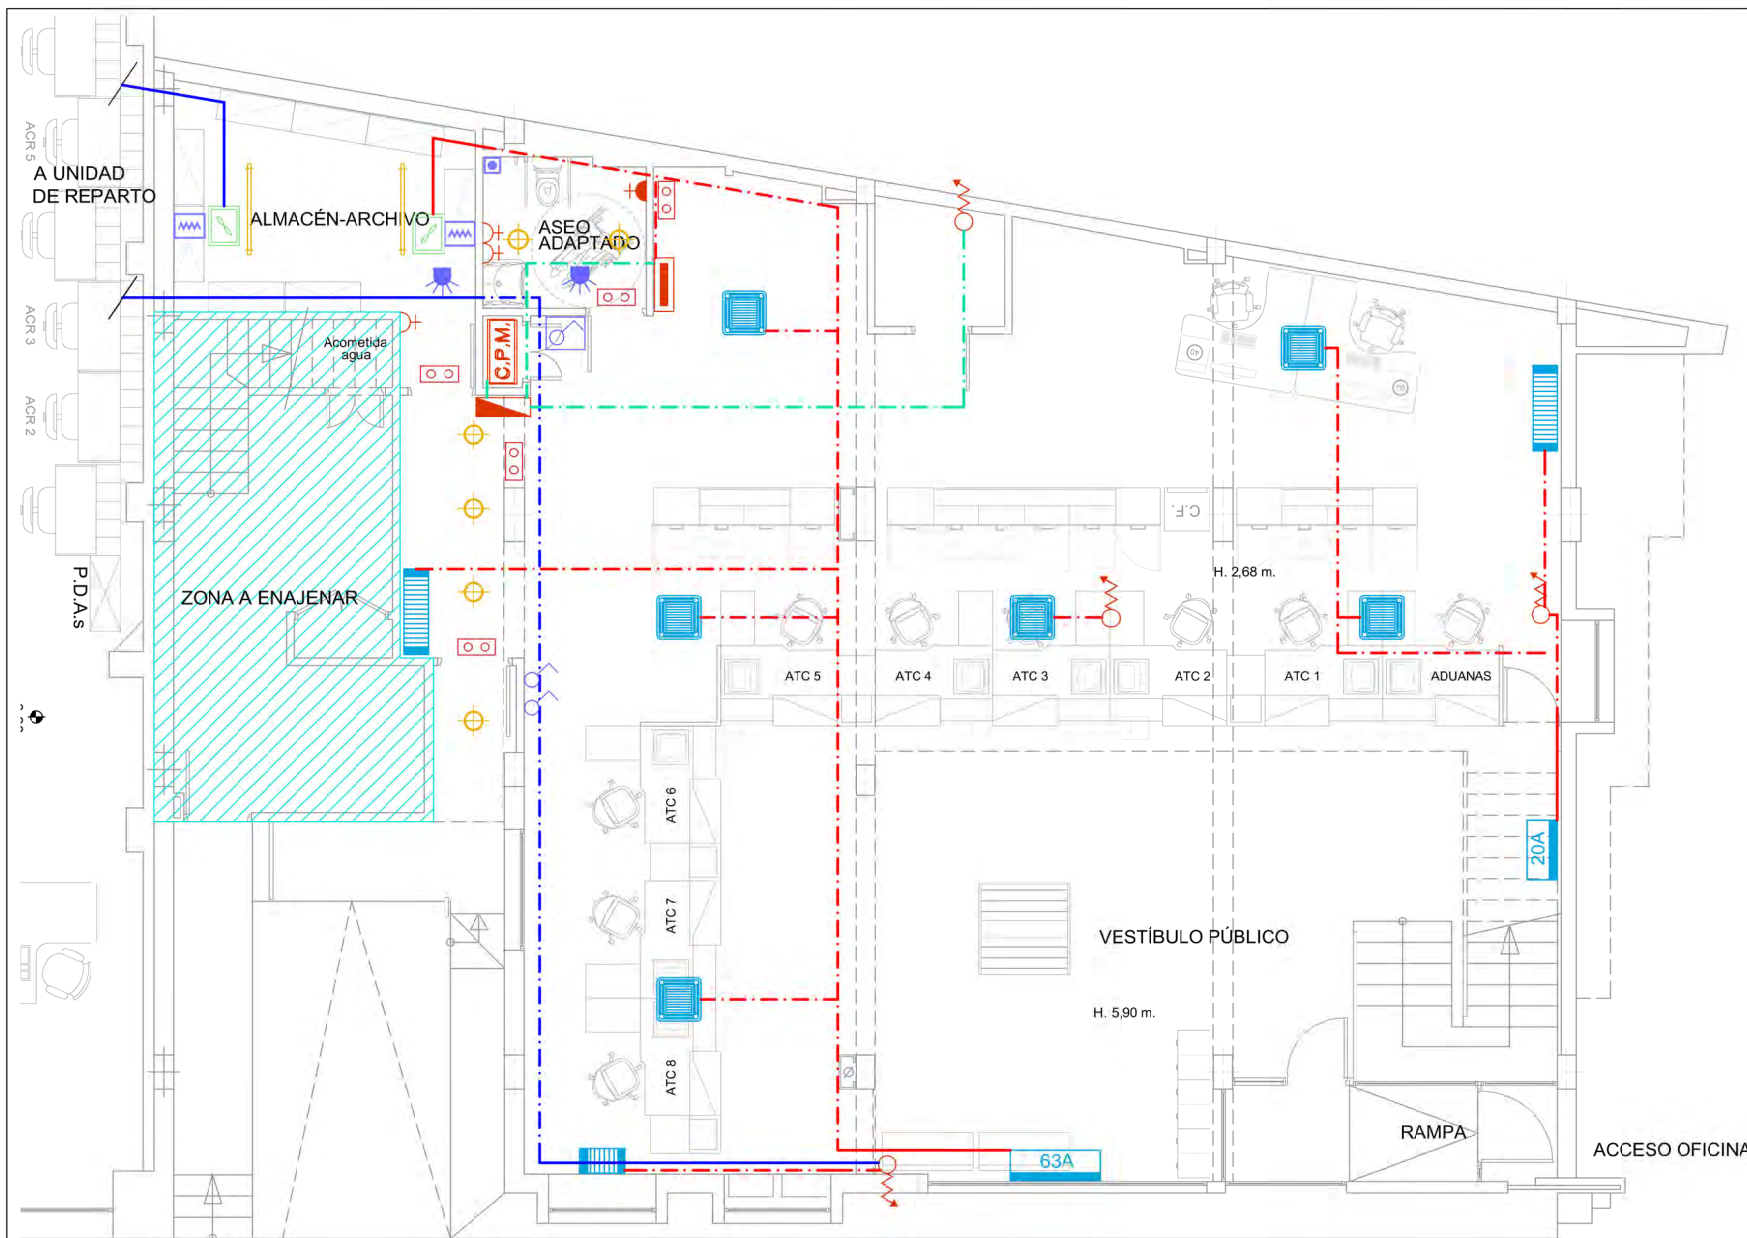 ACR 5
A UNIDAD
DE REPARTO
ALMACÉN-ARCHIVO
ASEO
ADAPTADO
ACR 3
Acometida
agua
C.P.M.
40
ACR 2
C.F.
P.D.A.s
ZONA A ENAJENAR
H. 2,68 m.
ATC 5
ATC 4
ATC 3
ATC 2
ATC 1
ADUANAS
ATC 6
20A
ATC 7
VESTÍBULO PÚBLICO
H. 5,90 m.
ATC 8
RAMPA
ACCESO OFICINA
63A